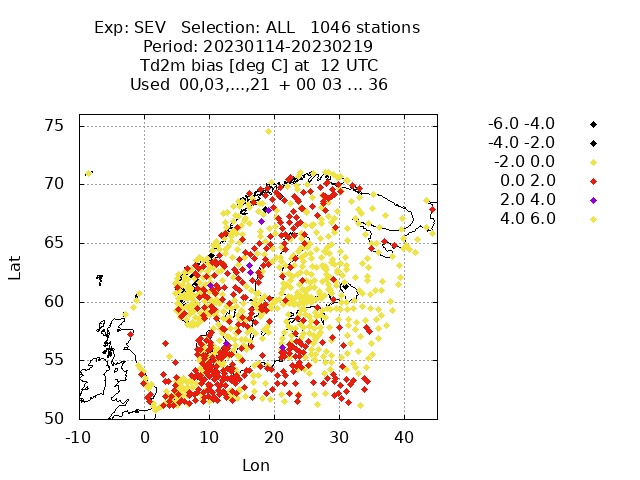 Exp: SEV   Selection: ALL   1046 stations
Period: 20230114-20230219
Td2m bias [deg C] at  12 UTC
Used  00,03,...,21  + 00 03 ... 36
75
70
65
60
55
50
-10 0 10 20 30 40
Lat
Lon
-6.0 -4.0
-4.0 -2.0
-2.0 0.0
0.0 2.0
2.0 4.0
4.0 6.0